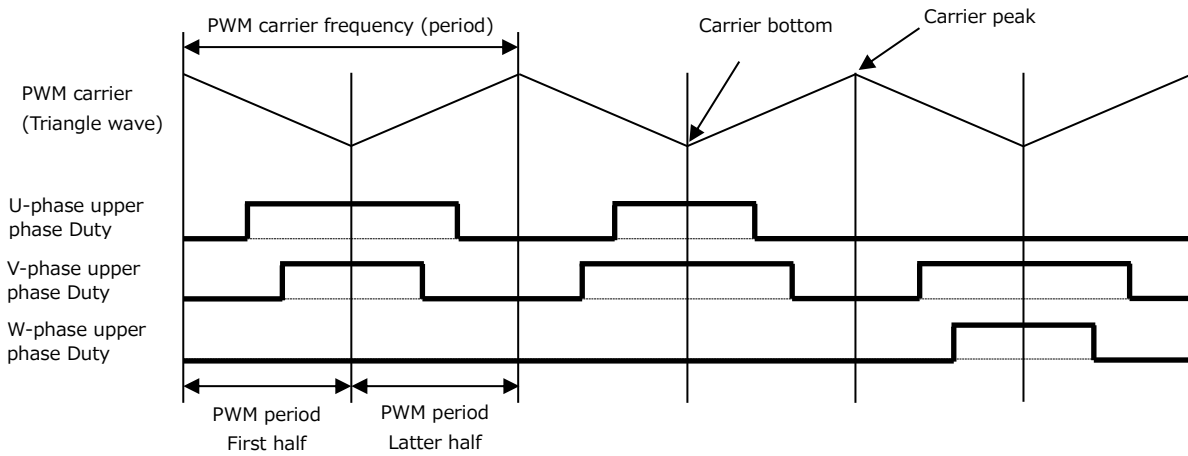 PWM carrier frequency (period)
Carrier bottom
Carrier peak
PWM carrier
(Triangle wave)
U-phase upper
phase Duty
V-phase upper
phase Duty
W-phase upper
phase Duty
PWM period
First half
PWM period
Latter half